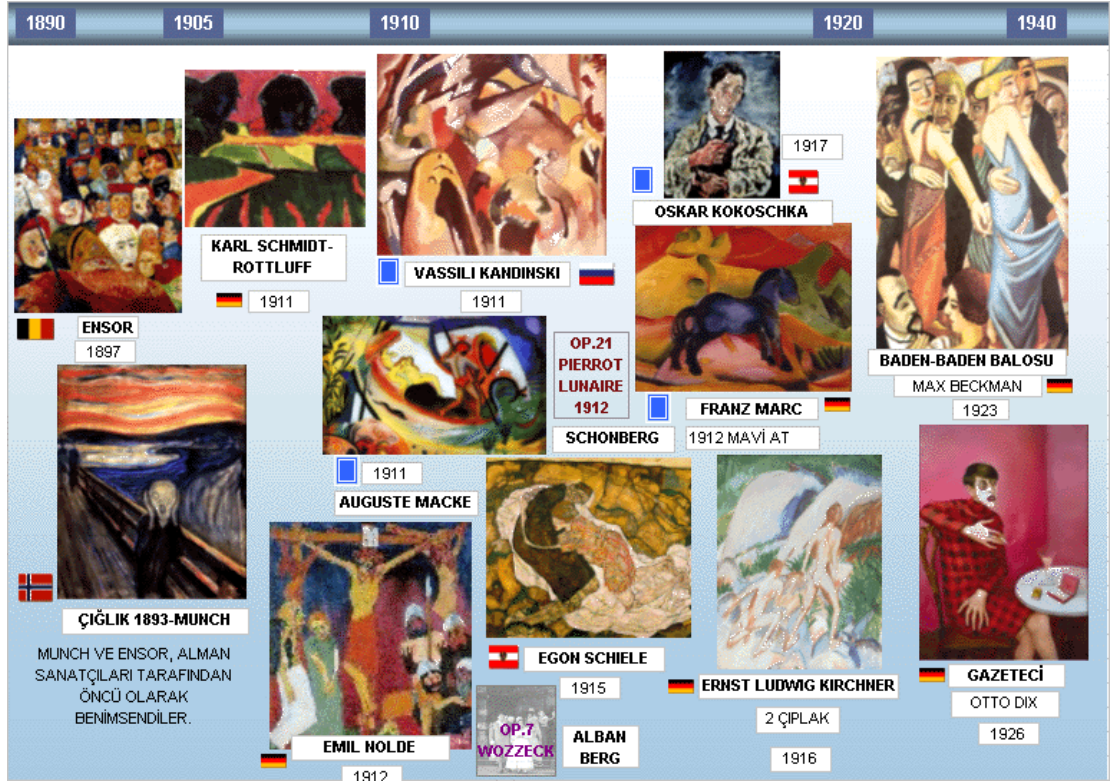 1890
1905
1910
1920
1940
ENSOR
1897
KARL SCHMIDT-
ROTTLUFF
1911
VASSILI KANDINSKI
1911
1917
OSKAR KOKOSCHKA
BADEN-BADEN BALOSU
MAX BECKMAN
1923
OP.21
PIERROT
LUNAIRE
1912
SCHONBERG
FRANZ MARC
1912 MAVİ AT
1911
AUGUSTE MACKE
ÇIĞLIK 1893-MUNCH
MUNCH VE ENSOR, ALMAN
SANATÇILARI TARAFINDAN
ÖNCÜ OLARAK
BENİMSENDİLER.
EMIL NOLDE
1912
EGON SCHIELE
1915
OP.7
WOZZECK
ALBAN
BERG
ERNST LUDWIG KIRCHNER
2 ÇIPLAK
1916
GAZETECİ
OTTO DIX
1926